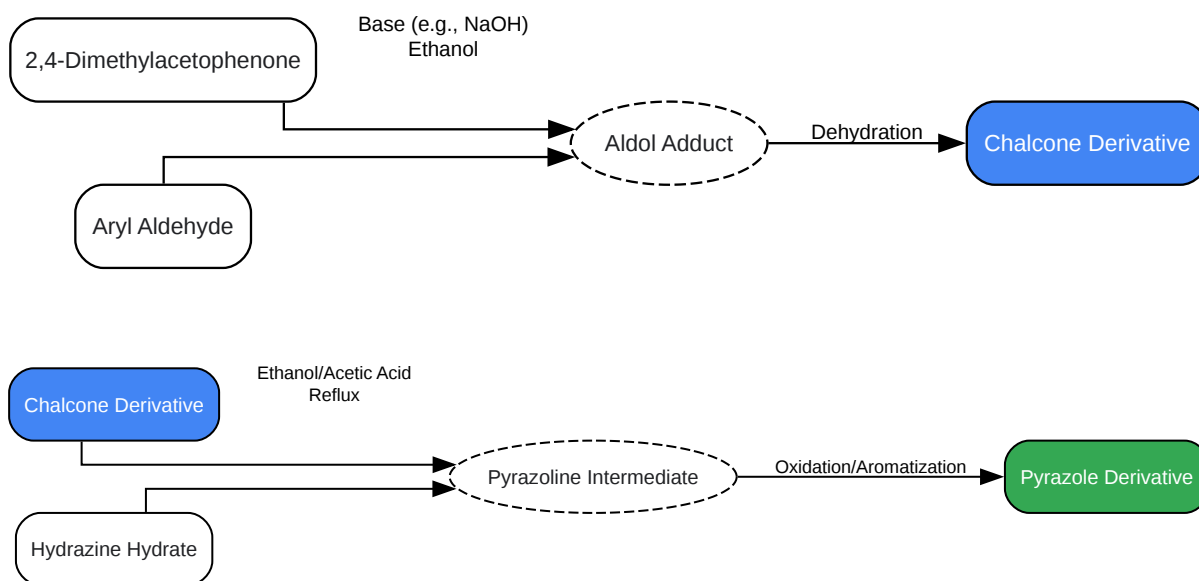 Base (e.g., NaOH)
Ethanol
2,4-Dimethylacetophenone
Aldol Adduct
Dehydration
Chalcone Derivative
Aryl Aldehyde
Ethanol/Acetic Acid
Reflux
Chalcone Derivative
Pyrazoline Intermediate
Oxidation/Aromatization
Pyrazole Derivative
Hydrazine Hydrate